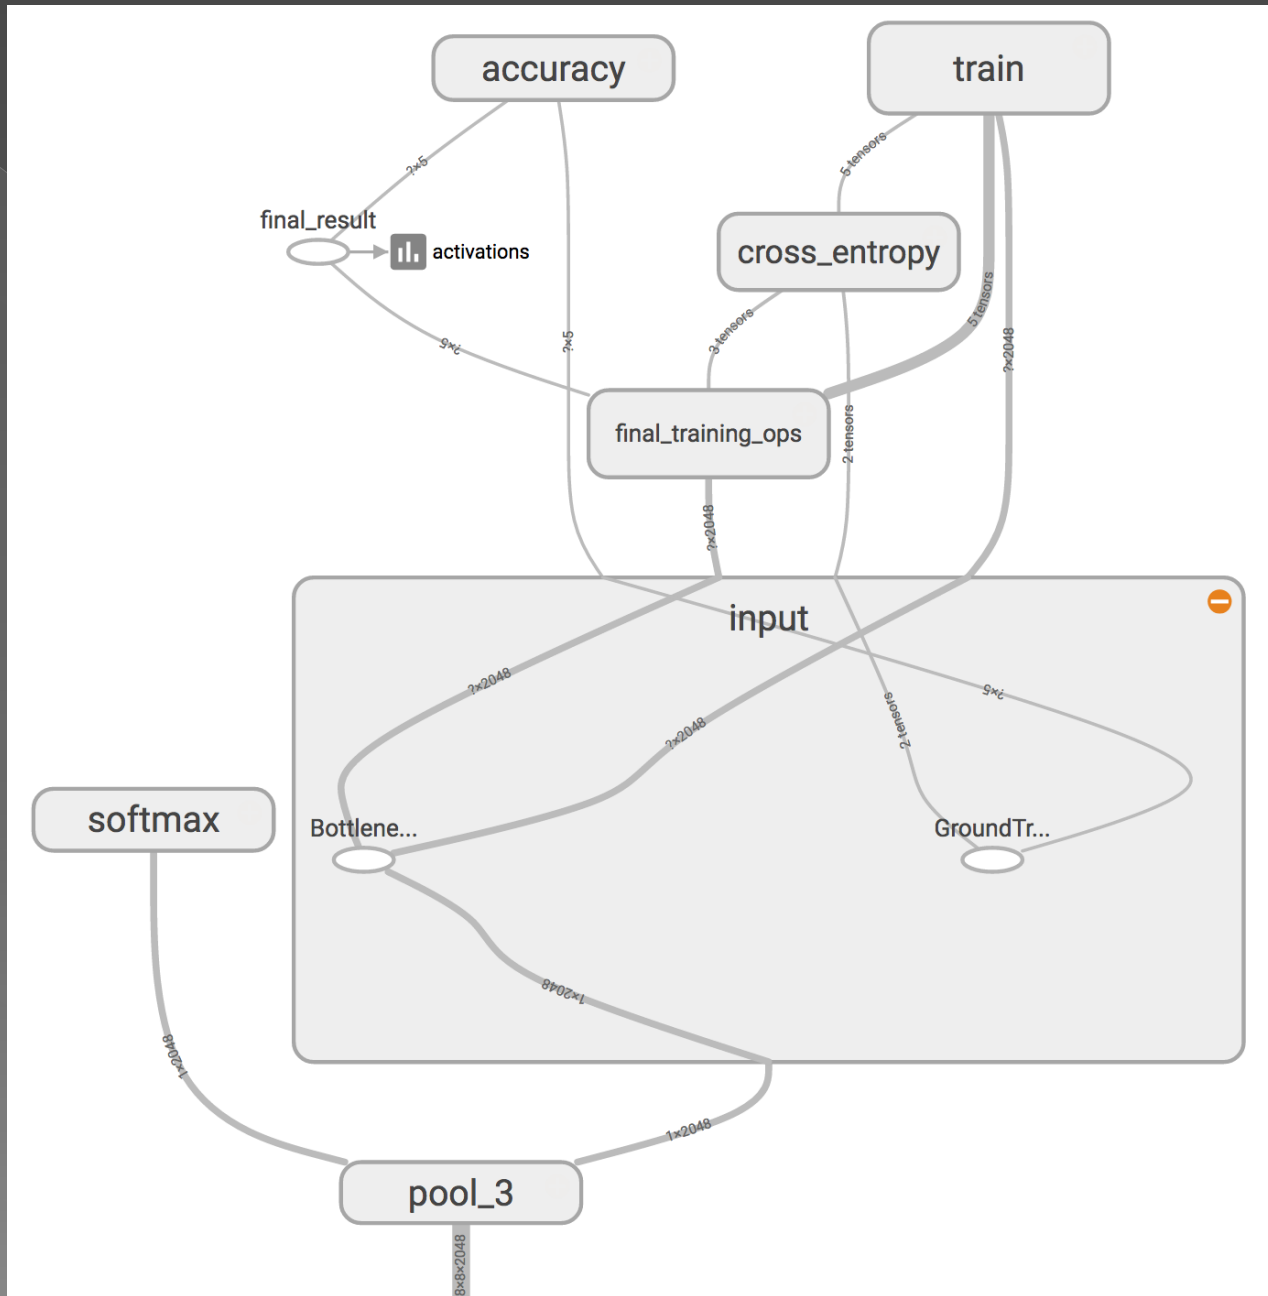 accuracy
train
?×5
5 tensors
final_result
activations
cross_entropy
5 tensors
3 tensors
?×5
?×5
?×2048
final_training_ops
2 tensors
?×2048
input
?×2048
?×5
2 tensors
?×2048
softmax
Bottlene...
GroundTr...
1×2048
1×2048
1×2048
pool_3
8×8×2048